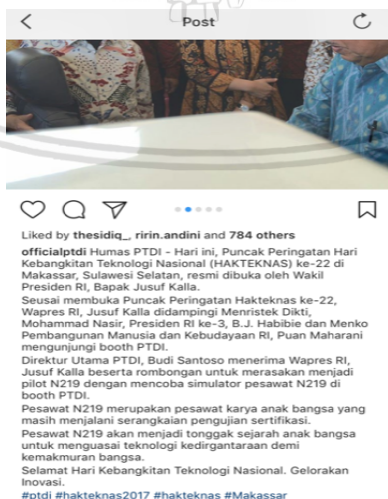 Post
Liked by thesidiq_, ririn.andini and 784 others
officialptdi Humas PTDI - Hari ini, Puncak Peringatan Hari
Kebangkitan Teknologi Nasional (HAKTEKNAS) ke-22 di
Makassar, Sulawesi Selatan, resmi dibuka oleh Wakil
Presiden RI, Bapak Jusuf Kalla.
Seusai membuka Puncak Peringatan Hakteknas ke-22,
Wapres RI, Jusuf Kalla didampingi Menristek Dikti,
Mohammad Nasir, Presiden RI ke-3, B.J. Habibie dan Menko
Pembangunan Manusia dan Kebudayaan RI, Puan Maharani
mengunjungi booth PTDI.
Direktur Utama PTDI, Budi Santoso menerima Wapres RI,
Jusuf Kalla beserta rombongan untuk merasakan menjadi
pilot N219 dengan mencoba simulator pesawat N219 di
booth PTDI.
Pesawat N219 merupakan pesawat karya anak bangsa yang
masih menjalani serangkaian pengujian sertifikasi.
Pesawat N219 akan menjadi tonggak sejarah anak bangsa
untuk menguasai teknologi kedirgantaraan demi
kemakmuran bangsa.
Selamat Hari Kebangkitan Teknologi Nasional. Gelorakan
Inovasi.
#ptdi #hakteknas2017 #hakteknas #Makassar